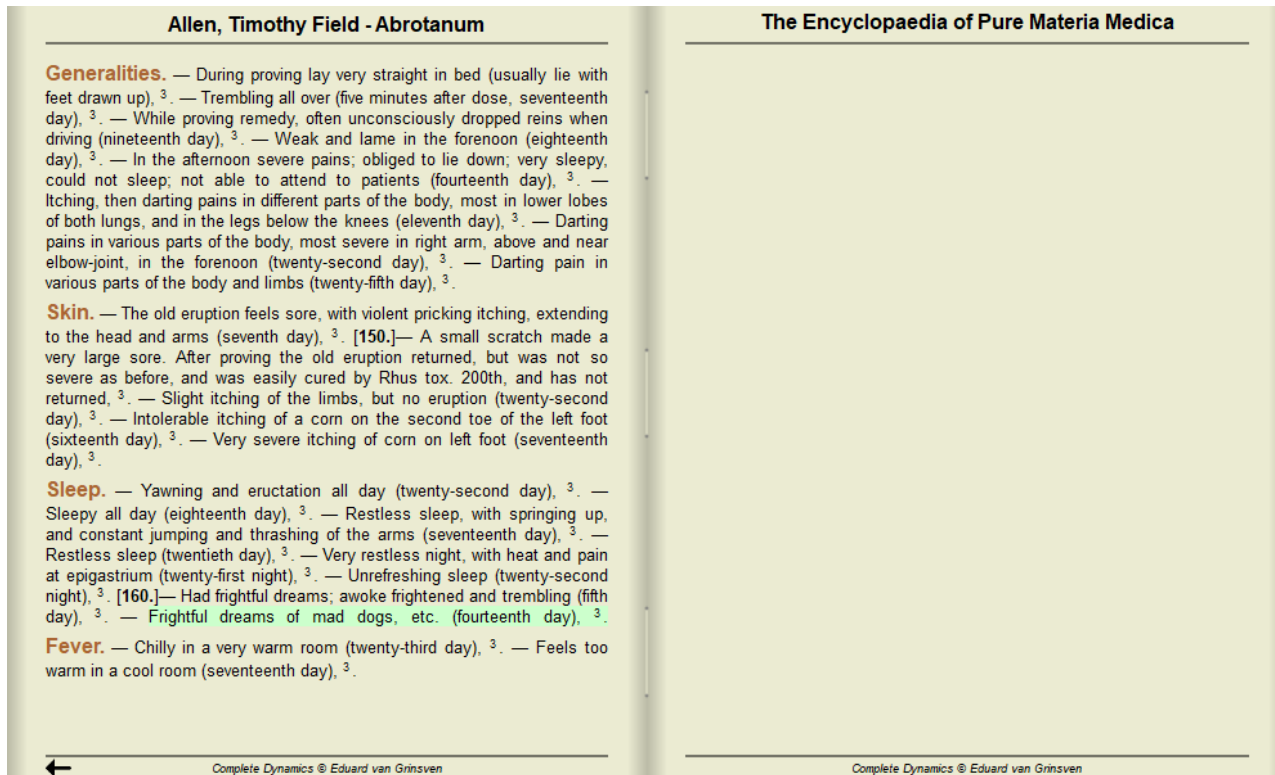 Allen, Timothy Field - Abrotanum
Generalities. — During proving lay very straight in bed (usually lie with
feet drawn up), 3. — Trembling all over (five minutes after dose, seventeenth
day), 3. — While proving remedy, often unconsciously dropped reins when
driving (nineteenth day), 3. — Weak and lame in the forenoon (eighteenth
day), 3. — In the afternoon severe pains; obliged to lie down; very sleepy,
could not sleep; not able to attend to patients (fourteenth day), 3. —
Itching, then darting pains in different parts of the body, most in lower lobes
of both lungs, and in the legs below the knees (eleventh day), 3. — Darting
pains in various parts of the body, most severe in right arm, above and near
elbow-joint, in the forenoon (twenty-second day), 3. — Darting pain in
various parts of the body and limbs (twenty-fifth day), 3.
Skin. — The old eruption feels sore, with violent pricking itching, extending
to the head and arms (seventh day), 3. [150.]— A small scratch made a
very large sore. After proving the old eruption returned, but was not so
severe as before, and was easily cured by Rhus tox. 200th, and has not
returned, 3. — Slight itching of the limbs, but no eruption (twenty-second
day), 3. — Intolerable itching of a corn on the second toe of the left foot
(sixteenth day), 3. — Very severe itching of corn on left foot (seventeenth
day), 3.
Sleep. — Yawning and eructation all day (twenty-second day), 3. —
Sleepy all day (eighteenth day), 3. — Restless sleep, with springing up,
and constant jumping and thrashing of the arms (seventeenth day), 3. —
Restless sleep (twentieth day), 3. — Very restless night, with heat and pain
at epigastrium (twenty-first night), 3. — Unrefreshing sleep (twenty-second
night), 3. [160.]— Had frightful dreams; awoke frightened and trembling (fifth
day), 3. — Frightful dreams of mad dogs, etc. (fourteenth day), 3.
Fever. — Chilly in a very warm room (twenty-third day), 3. — Feels too
warm in a cool room (seventeenth day), 3.
Complete Dynamics © Eduard van Grinsven
The Encyclopaedia of Pure Materia Medica
Complete Dynamics © Eduard van Grinsven